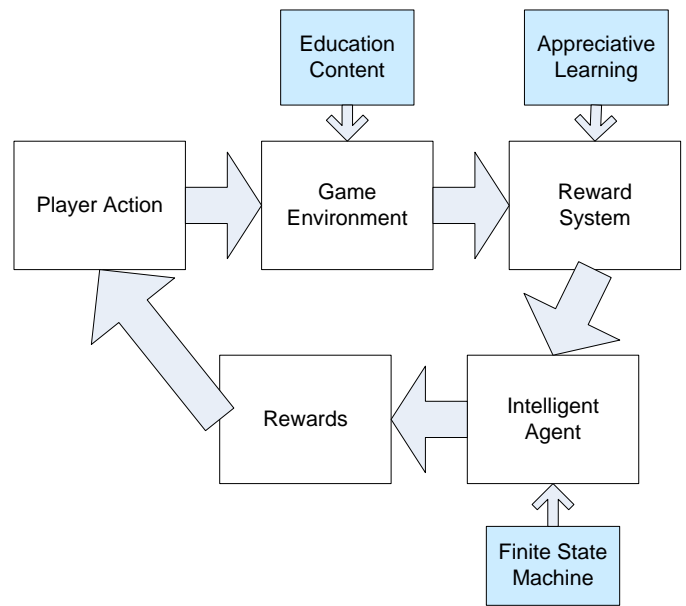 Education
Content
Appreciative
Learning
Player Action
Game
Environment
Reward
System
Rewards
Intelligent
Agent
Finite State
Machine